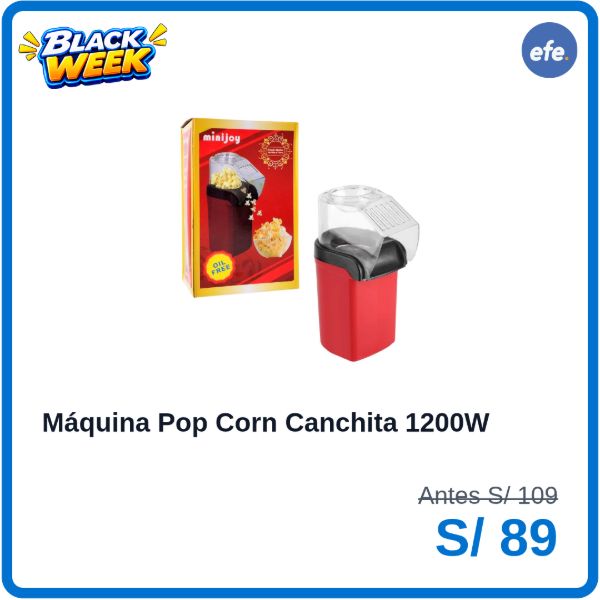 BLACK
WEEK
efe.
minijoy
OIL
FREE
Máquina Pop Corn Canchita 1200W
Antes S/ 109
S/ 89